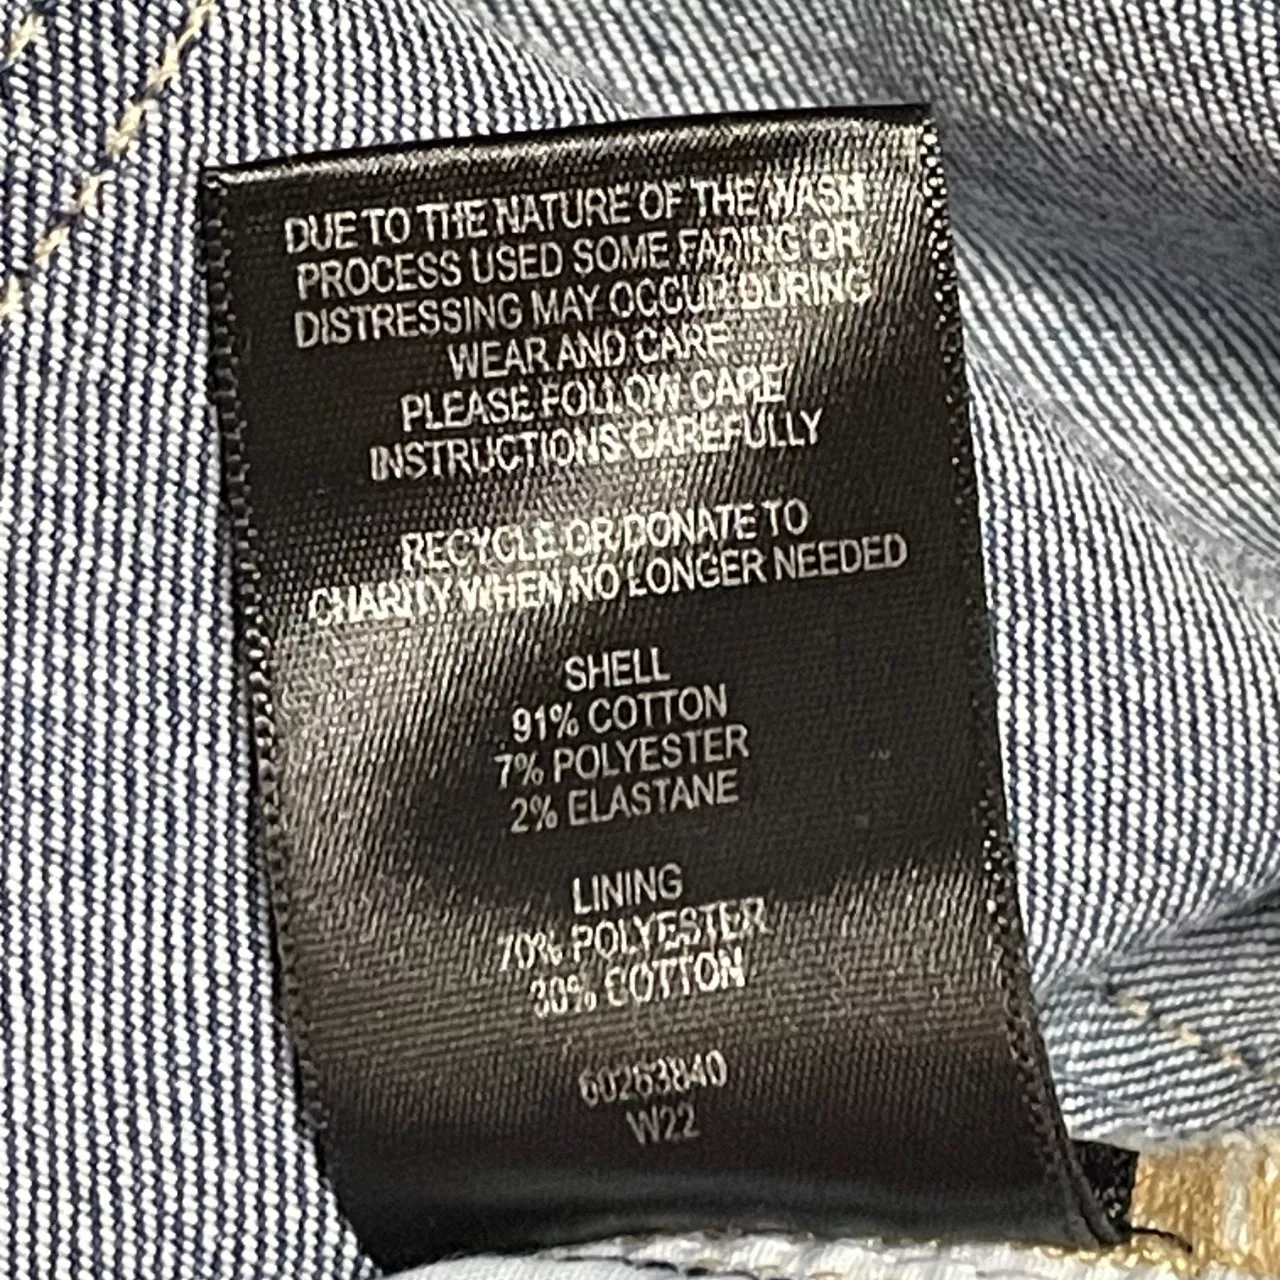 DUE TO THE NATURE OF THE WASH
PROCESS USED SOME FADING OR
DISTRESSING MAY OCCUR DURING
WEAR AND CARE
PLEASE FOLLOW CARE
INSTRUCTIONS CAREFULLY
RECYCLE OR DONATE TO
CHARITY WHEN NO LONGER NEEDED
SHELL
91% COTTON
7% POLYESTER
2% ELASTANE
LINING
70% POLYESTER
30% COTTON
60263840
W22